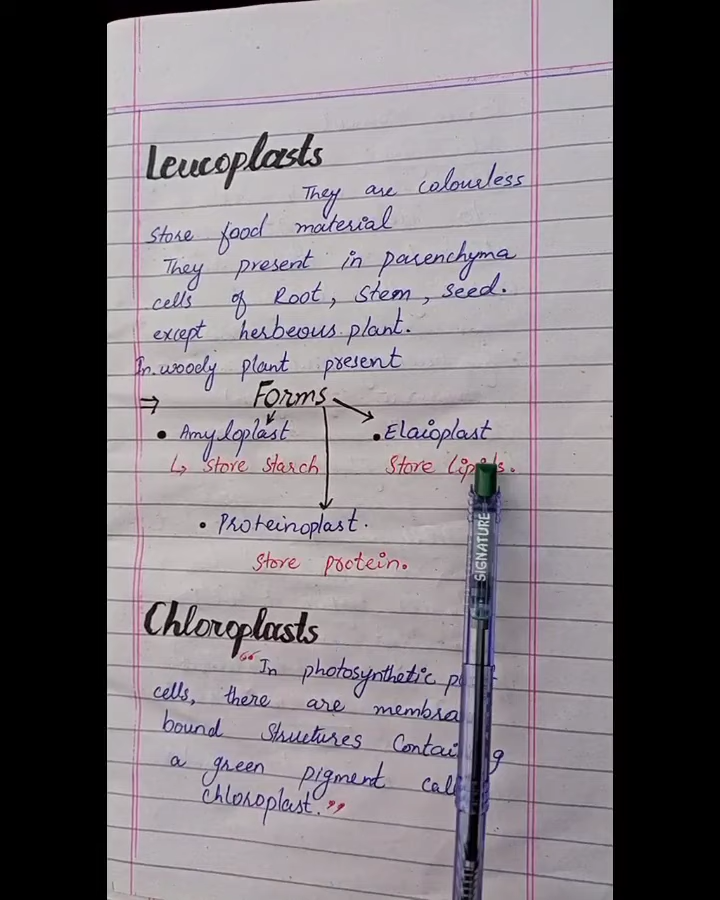 Leucoplasts
They are colourless
store food material
They present in parenchyma
cells of Root, Stem, seed.
except herbeous plant.
In woody plant present
⇒ Forms
• Amyloplast
↳ store starch
• Elaioplast
Store lipids.
• Proteinoplast.
Store protein.
Chloroplasts
"In photosynthetic
cells, there are
bound Structures
a green pigment
chloroplast."
SIGNATURE